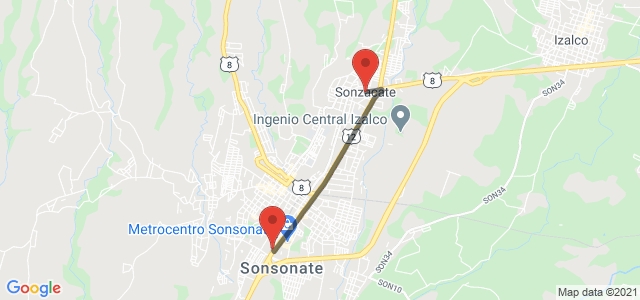 8
Izalco
Sonzacate
8
SON34
Ingenio Central Izalco
12
8
SON34
Metrocentro Sonsona
Sonsonate
SON34
SON10
Google
Map data ©2021